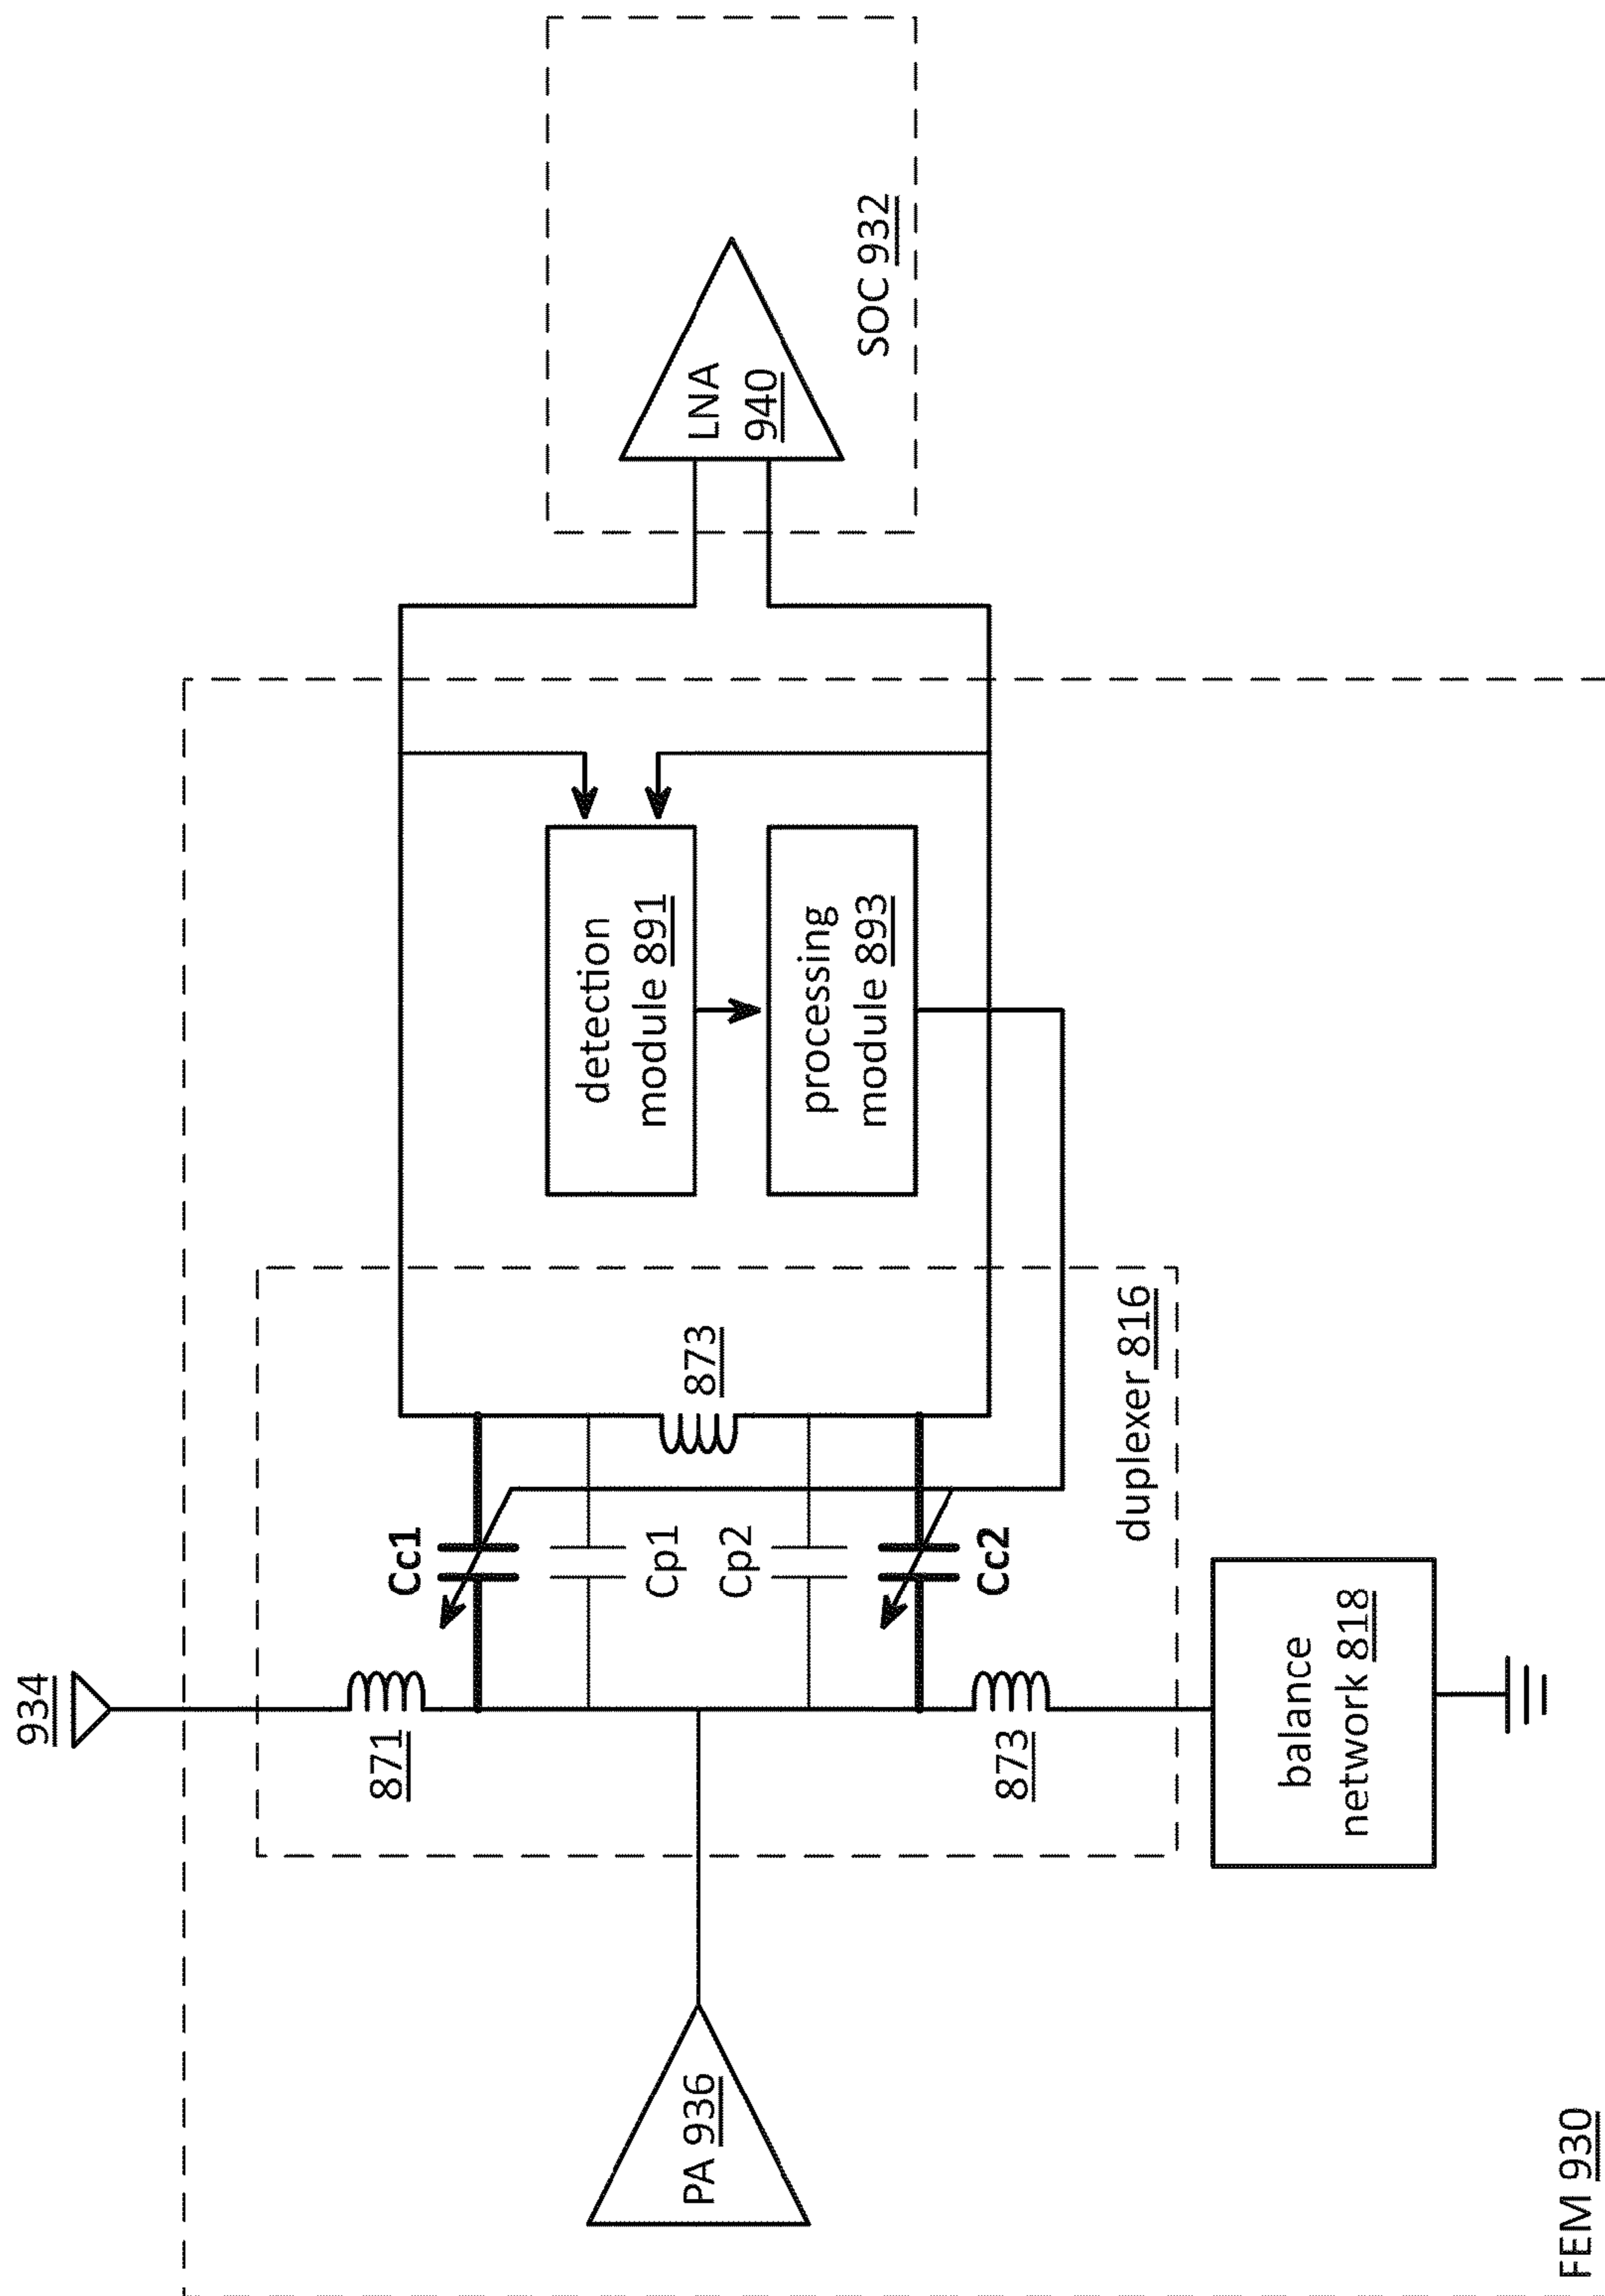 934
871
Cc1
detection
module 891
Cp1
PA 936
873
LNA
940
Cp2
processing
module 893
SOC 932
Cc2
873
duplexer 816
balance
network 818
FEM 930